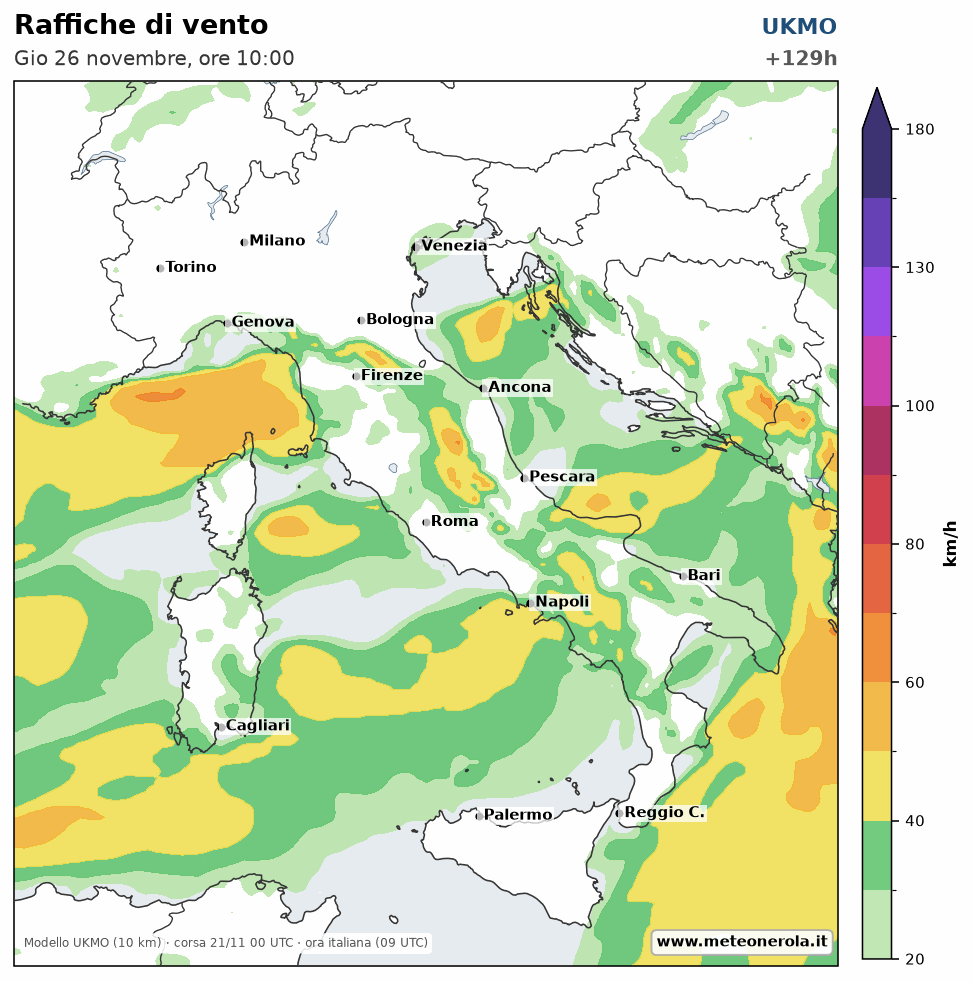 Raffiche di vento
UKMO
Gio 26 novembre, ore 10:00
+129h
180
130
100
80
60
40
20
km/h
Venezia
Milano
Torino
Genova
Bologna
Firenze
Ancona
Pescara
Roma
Bari
Napoli
Cagliari
Palermo
Reggio C.
Modello UKMO (10 km) · corsa 21/11 00 UTC · ora italiana (09 UTC)
www.meteonerola.it